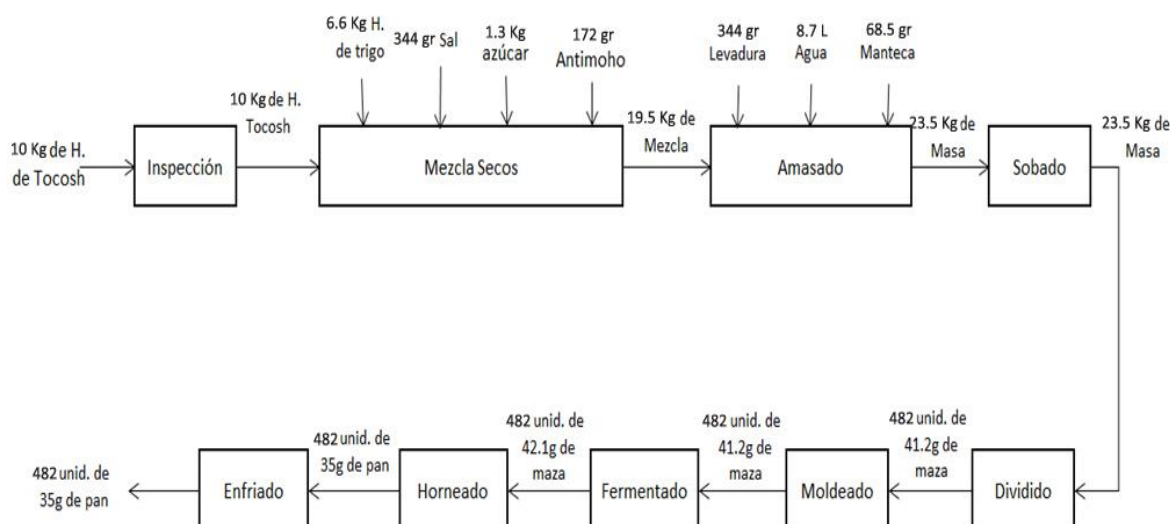 10 Kg de H.
de Tocosh
Inspección
10 Kg de H.
Tocosh
6.6 Kg H.
de trigo
344 gr Sal
1.3 Kg
azúcar
172 gr
Antimoho
Mezcla Secos
19.5 Kg de
Mezcla
344 gr
Levadura
8.7 L
Agua
68.5 gr
Manteca
Amasado
23.5 Kg de
Masa
Sobado
23.5 Kg de
Masa
Dividido
482 unid. de
41.2g de
maza
Moldeado
482 unid. de
41.2g de
maza
Fermentado
482 unid. de
42.1g de
maza
Horneado
482 unid. de
35g de pan
Enfriado
482 unid. de
35g de pan